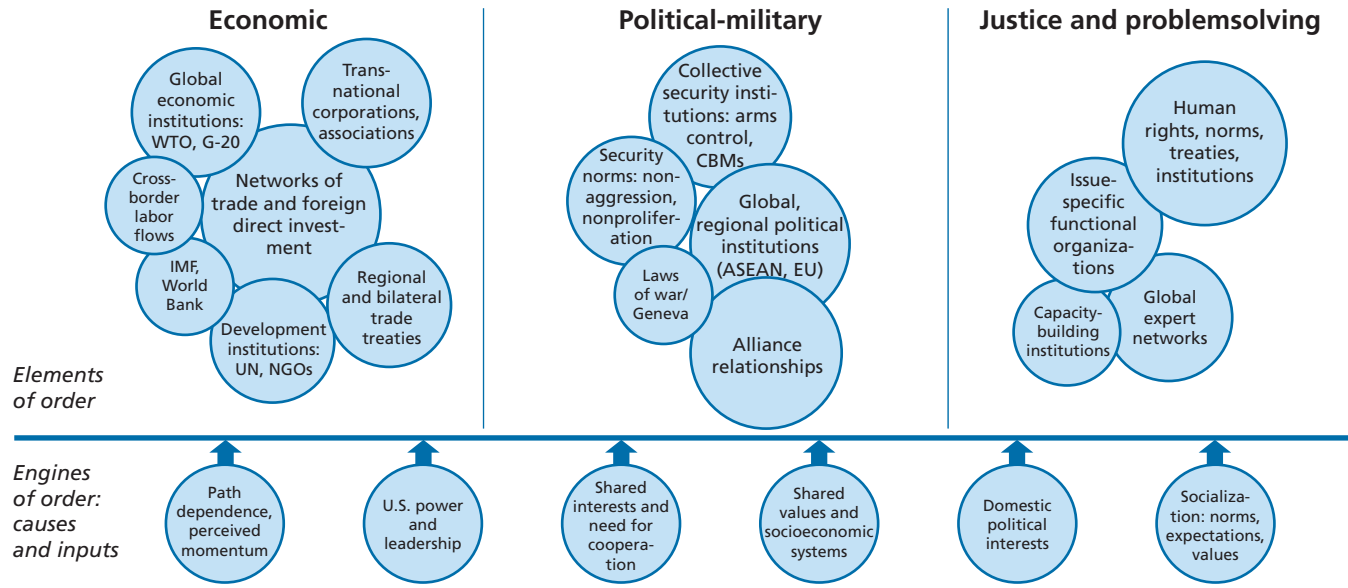 Economic
Global
economic
institutions:
WTO, G-20
Trans-
national
corporations,
associations
Networks of
trade and foreign
direct invest-
ment
Cross-
border
labor
flows
IMF,
World
Bank
Development
institutions:
UN, NGOs
Regional
and bilateral
trade
treaties
Political-military
Collective
security insti-
tutions: arms
control,
CBMs
Security
norms: non-
aggression,
nonprolifer-
ation
Global,
regional political
institutions
(ASEAN, EU)
Laws
of war/
Geneva
Alliance
relationships
Justice and problemsolving
Human
rights, norms,
treaties,
institutions
Issue-
specific
functional
organiza-
tions
Capacity-
building
institutions
Global
expert
networks
Elements
of order
Engines
of order:
causes
and inputs
Path
dependence,
perceived
momentum
U.S. power
and
leadership
Shared
interests and
need for
coopera-
tion
Shared
values and
socioeconomic
systems
Domestic
political
interests
Socializa-
tion: norms,
expectations,
values